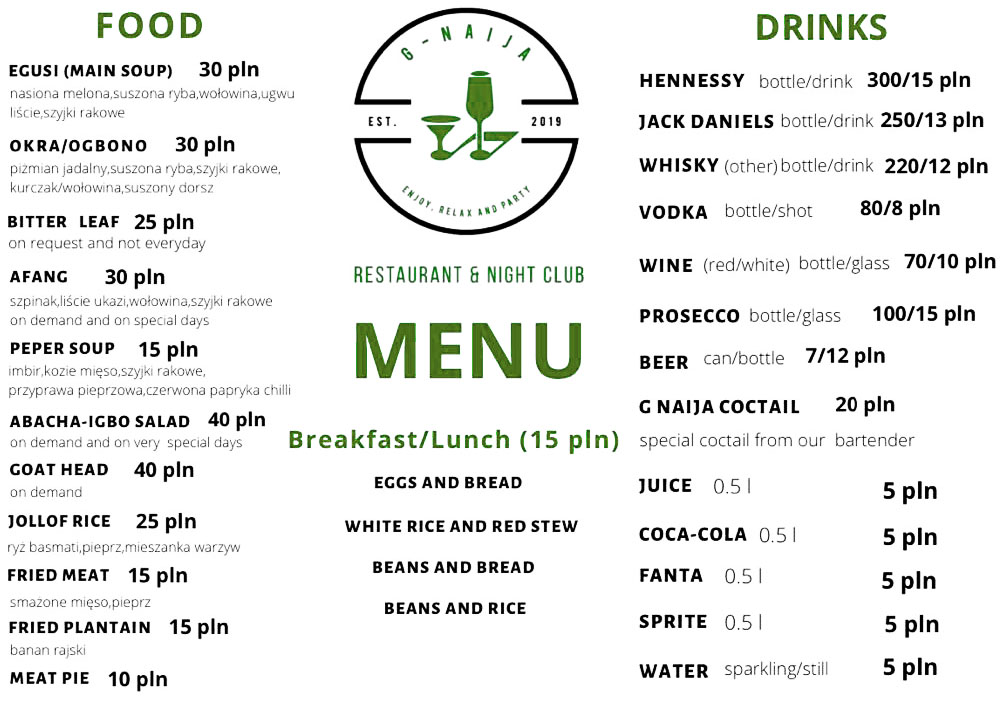 FOOD
EGUSI (MAIN SOUP) 30 pln
nasiona melona,suszona ryba,wołowina,ugwu
liście,szyjki rakowe
OKRA/OGBONO 30 pln
piżmian jadalny,suszona ryba,szyjki rakowe,
kurczak/wołowina,suszony dorsz
BITTER LEAF 25 pln
on request and not everyday
AFANG 30 pln
szpinak,liście ukazi,wołowina,szyjki rakowe
on demand and on special days
PEPER SOUP 15 pln
imbir,kozie mięso,szyjki rakowe,
przyprawa pieprzowa,czerwona papryka chilli
ABACHA-IGBO SALAD 40 pln
on demand and on very special days
GOAT HEAD 40 pln
on demand
JOLLOF RICE 25 pln
ryż basmati,pieprz,mieszanka warzyw
FRIED MEAT 15 pln
smażone mięso,pieprz
FRIED PLANTAIN 15 pln
banan rajski
MEAT PIE 10 pln
G-NAIJA
EST. 2019
ENJOY, RELAX AND PARTY
RESTAURANT & NIGHT CLUB
MENU
Breakfast/Lunch (15 pln)
EGGS AND BREAD
WHITE RICE AND RED STEW
BEANS AND BREAD
BEANS AND RICE
DRINKS
HENNESSY bottle/drink 300/15 pln
JACK DANIELS bottle/drink 250/13 pln
WHISKY (other) bottle/drink 220/12 pln
VODKA bottle/shot 80/8 pln
WINE (red/white) bottle/glass 70/10 pln
PROSECCO bottle/glass 100/15 pln
BEER can/bottle 7/12 pln
G NAIJA COCTAIL 20 pln
special coctail from our bartender
JUICE 0.5 l 5 pln
COCA-COLA 0.5 l 5 pln
FANTA 0.5 l 5 pln
SPRITE 0.5 l 5 pln
WATER sparkling/still 5 pln